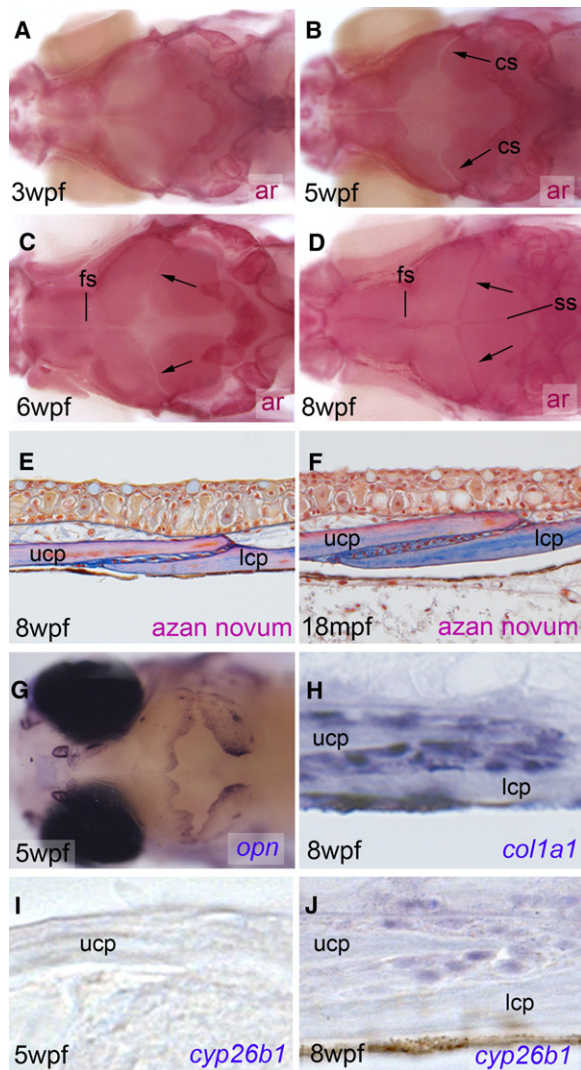 A
3wpf
ar
B
cs
cs
5wpf
ar
C
fs
6wpf
ar
D
fs
ss
8wpf
ar
E
ucp
lcp
8wpf
azan novum
F
ucp
lcp
18mpf
azan novum
G
5wpf
opn
H
ucp
lcp
8wpf
col1a1
I
ucp
5wpf
cyp26b1
J
ucp
lcp
8wpf
cyp26b1